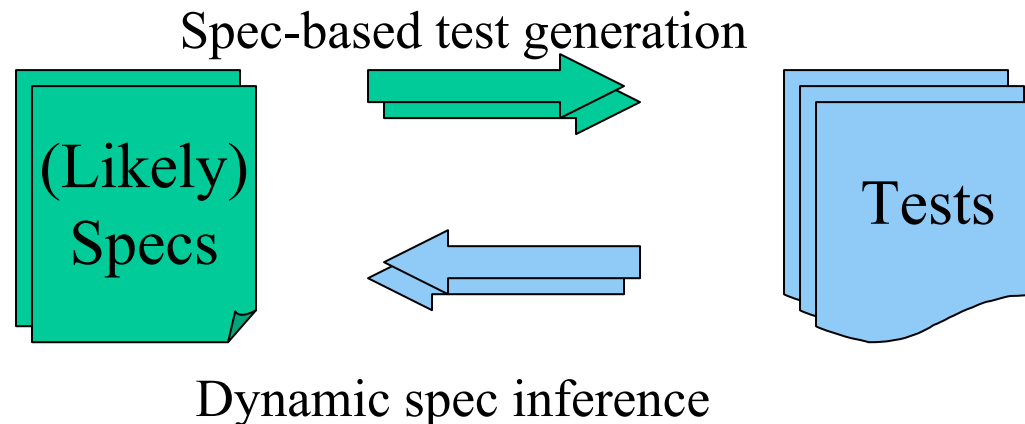 Spec-based test generation
(Likely)
Specs
Tests
Dynamic spec inference